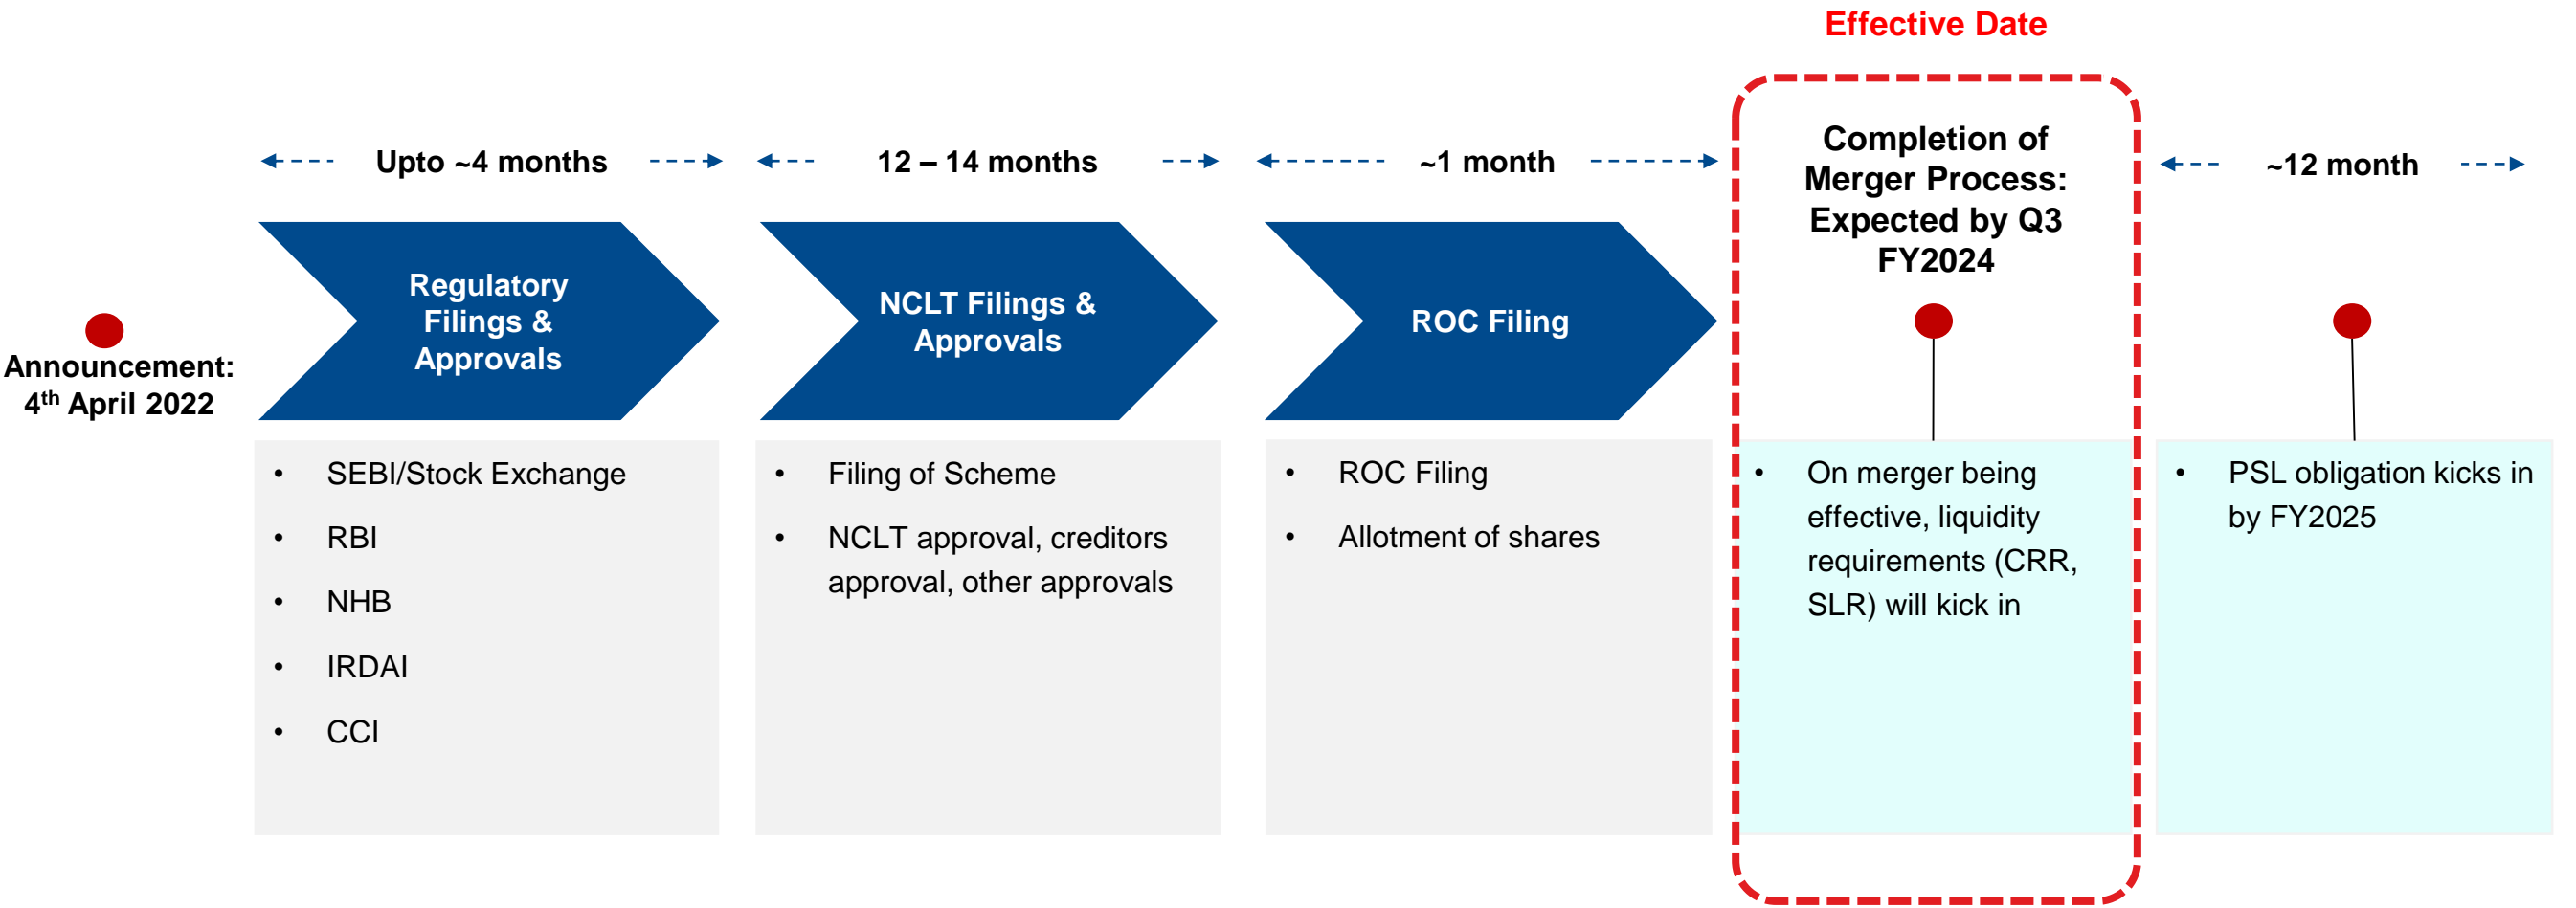 Effective Date
Announcement:
4th April 2022
Upto ~4 months
Regulatory
Filings &
Approvals
• SEBI/Stock Exchange
• RBI
• NHB
• IRDAI
• CCI
12 – 14 months
NCLT Filings &
Approvals
• Filing of Scheme
• NCLT approval, creditors
approval, other approvals
~1 month
ROC Filing
• ROC Filing
• Allotment of shares
Completion of
Merger Process:
Expected by Q3
FY2024
• On merger being
effective, liquidity
requirements (CRR,
SLR) will kick in
~12 month
• PSL obligation kicks in
by FY2025